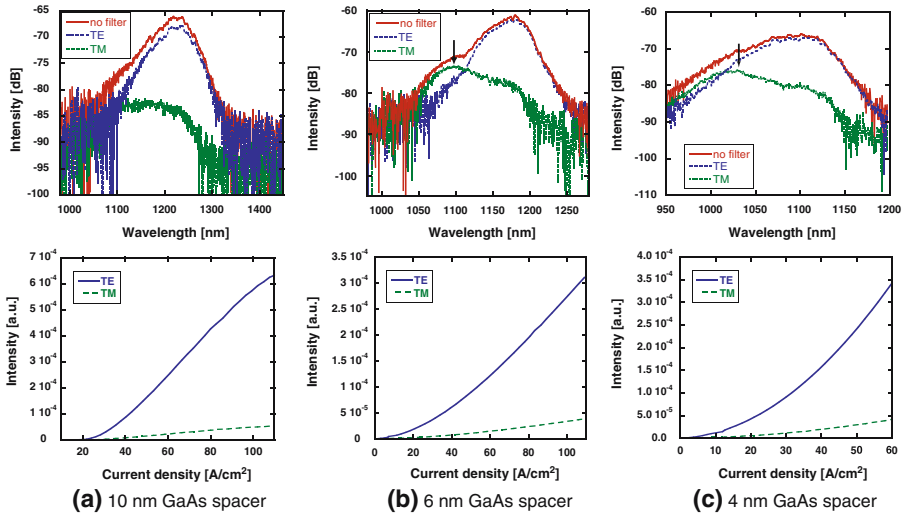 -65
-70
-75
-80
-85
-90
-95
-100
Intensity [dB]
no filter
TE
TM
1000 1100 1200 1300 1400
Wavelength [nm]
-60
-70
-80
-90
-100
Intensity [dB]
no filter
TE
TM
1000 1050 1100 1150 1200 1250
Wavelength [nm]
-60
-70
-80
-90
-100
-110
Intensity [dB]
no filter
TE
TM
950 1000 1050 1100 1150 1200
Wavelength [nm]
7 10-4
6 10-4
5 10-4
4 10-4
3 10-4
2 10-4
1 10-4
0
Intensity [a.u.]
TE
TM
20 40 60 80 100
Current density [A/cm2]
3.5 10-4
3 10-4
2.5 10-4
2 10-4
1.5 10-4
1 10-4
5 10-5
0
Intensity [a.u.]
TE
TM
0 20 40 60 80 100
Current density [A/cm2]
4.0 10-4
3.5 10-4
3.0 10-4
2.5 10-4
2.0 10-4
1.5 10-4
1.0 10-4
5.0 10-5
0.0
Intensity [a.u.]
TE
TM
0 10 20 30 40 50 60
Current density [A/cm2]
(a) 10 nm GaAs spacer
(b) 6 nm GaAs spacer
(c) 4 nm GaAs spacer